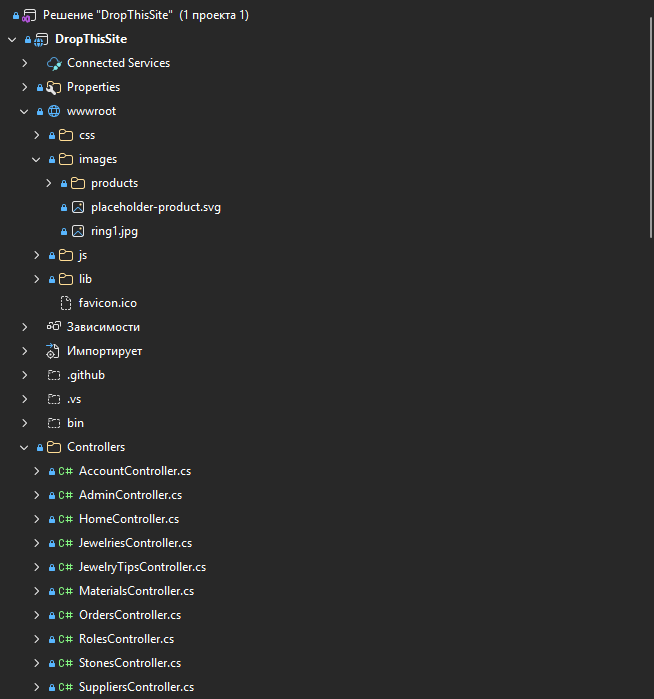 Решение "DropThisSite" (1 проекта 1)
DropThisSite
Connected Services
Properties
wwwroot
css
images
products
placeholder-product.svg
ring1.jpg
js
lib
favicon.ico
Зависимости
Импортирует
.github
.vs
bin
Controllers
C# AccountController.cs
C# AdminController.cs
C# HomeController.cs
C# JewelriesController.cs
C# JewelryTipsController.cs
C# MaterialsController.cs
C# OrdersController.cs
C# RolesController.cs
C# StonesController.cs
C# SuppliersController.cs